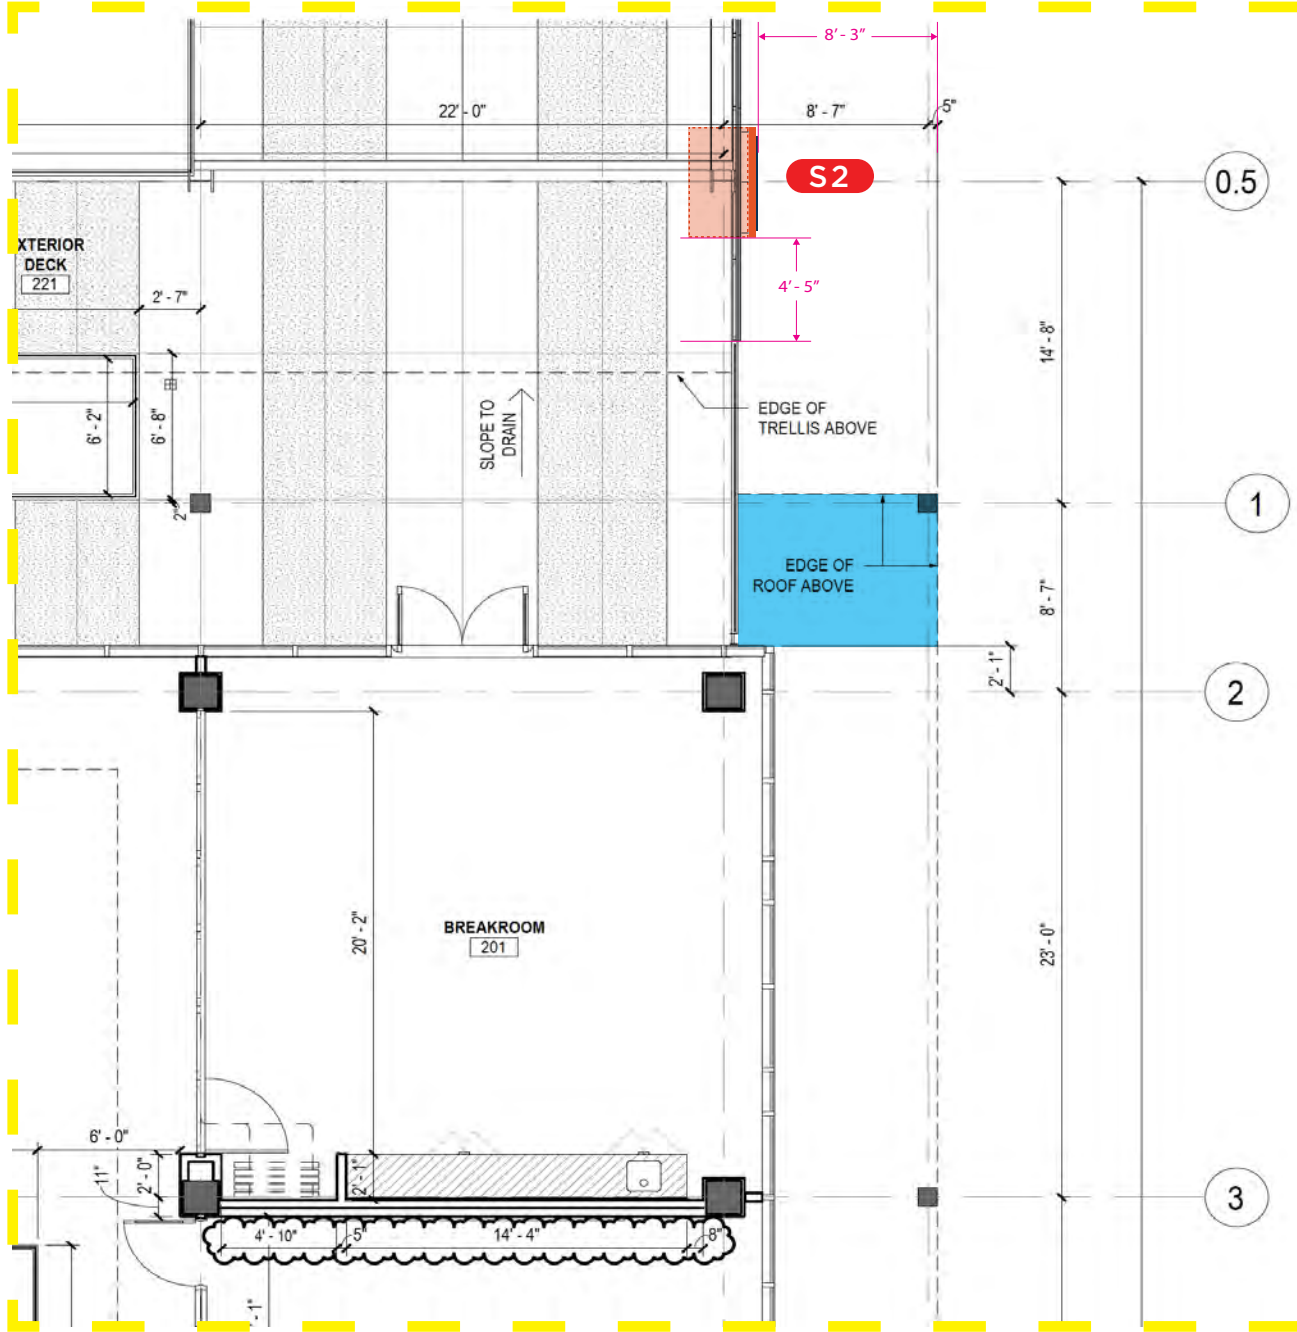 8' - 3"
22' - 0"
8' - 7"
5"
S2
0.5
EXTERIOR
DECK
221
2' - 7"
4' - 5"
14' - 8"
6' - 2"
6' - 8"
SLOPE TO
DRAIN
EDGE OF
TRELLIS ABOVE
2"
1
EDGE OF
ROOF ABOVE
8' - 7"
2' - 1"
2
20' - 2"
BREAKROOM
201
23' - 0"
6' - 0"
11"
2' - 0"
2' - 1"
3
4' - 10"
5"
14' - 4"
8"
- 1"